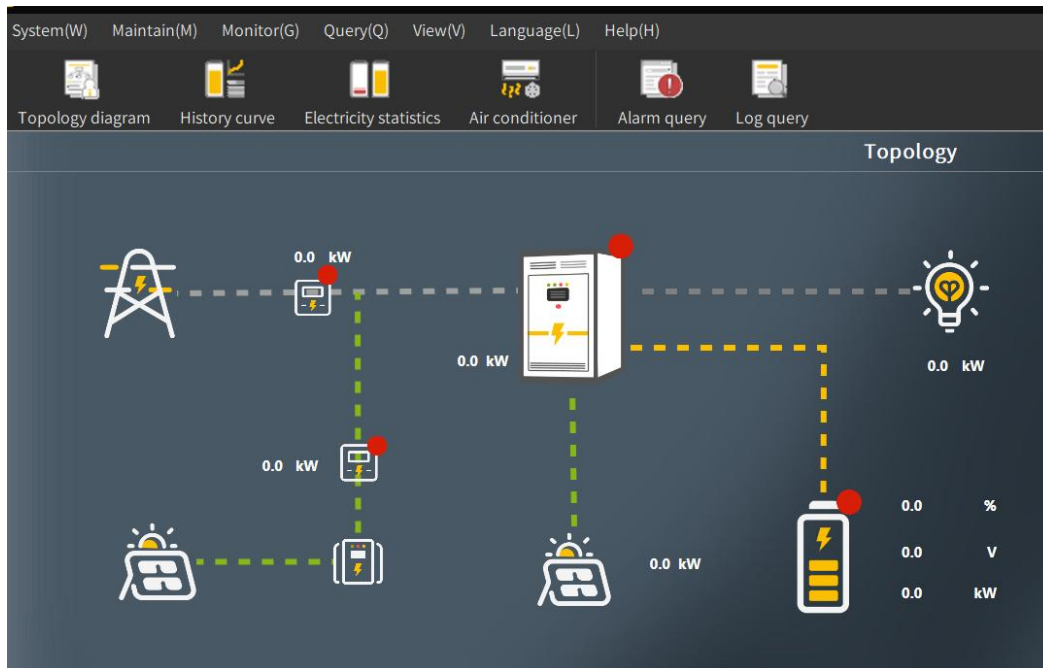 System(W) Maintain(M) Monitor(G) Query(Q) View(V) Language(L) Help(H)
Topology diagram History curve Electricity statistics Air conditioner Alarm query Log query
Topology
0.0 kW
0.0 kW
0.0 kW
0.0 kW
0.0 %
0.0 kW
0.0 V
0.0 kW